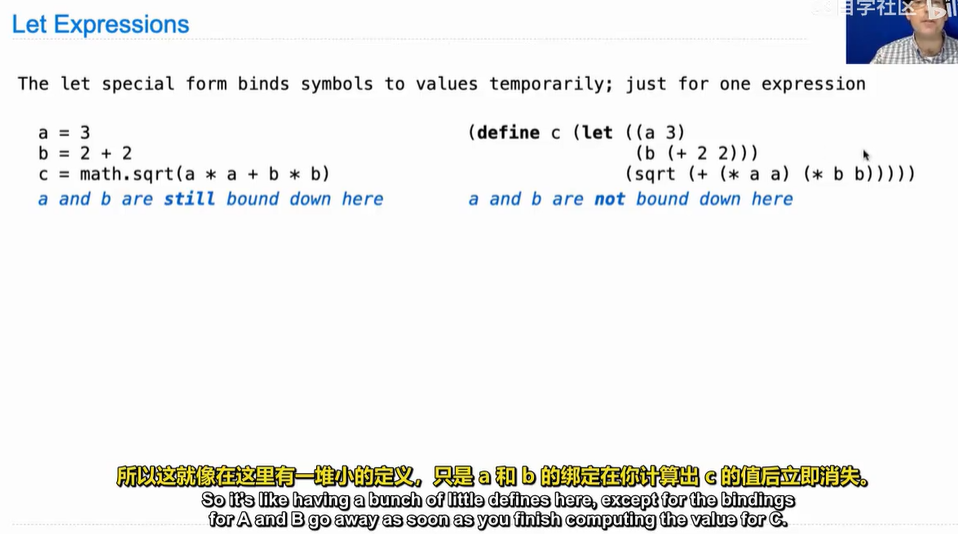 Let Expressions
自学社区 bil
The let special form binds symbols to values temporarily; just for one expression
a = 3
b = 2 + 2
c = math.sqrt(a * a + b * b)
a and b are still bound down here
(define c (let ((a 3)
(b (+ 2 2)))
(sqrt (+ (* a a) (* b b)))))
a and b are not bound down here
所以这就像在这里有一堆小的定义，只是 a 和 b 的绑定在你计算出 c 的值后立即消失。
So it's like having a bunch of little defines here, except for the bindings
for A and B go away as soon as you finish computing the value for C.